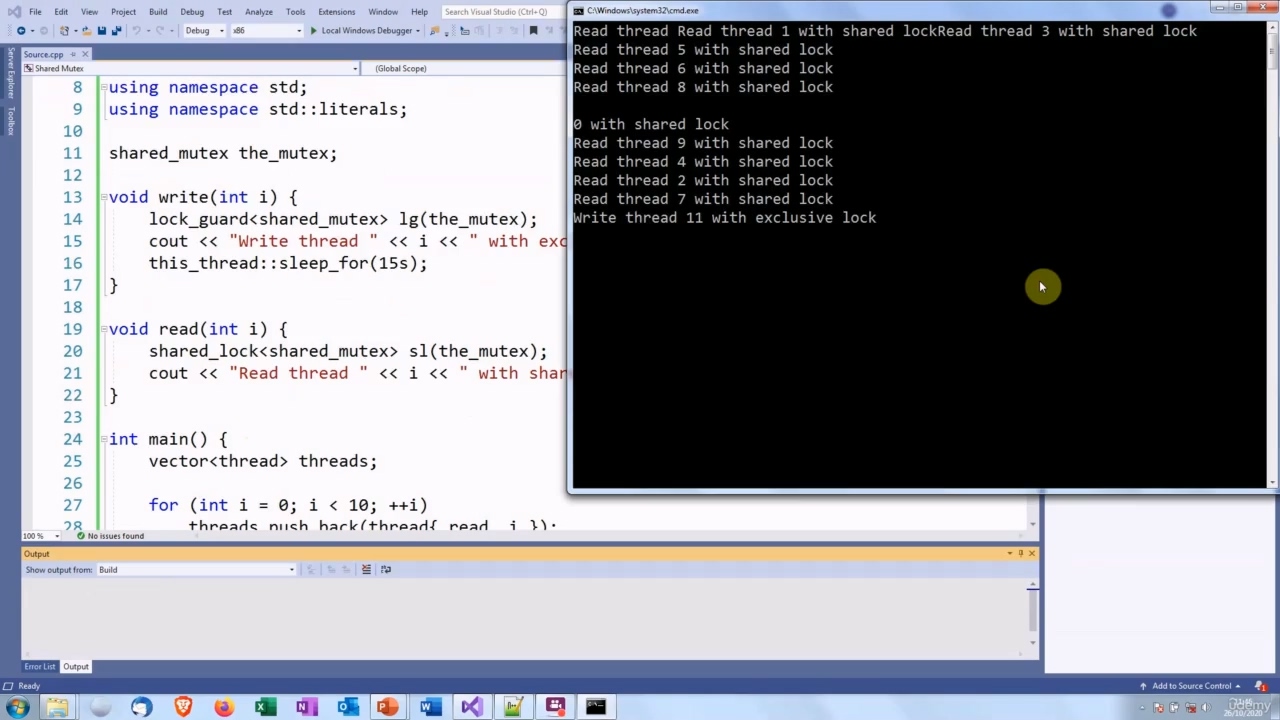 File Edit View Project Build Debug Test Analyze Tools Extensions Window Help Search Visual Studio (Ctrl+Q)
Debug x86 Local Windows Debugger
Source.cpp
Shared Mutex (Global Scope)
Server Explorer
Toolbox
8 using namespace std;
9 using namespace std::literals;
10
11 shared_mutex the_mutex;
12
13 void write(int i) {
14 lock_guard<shared_mutex> lg(the_mutex);
15 cout << "Write thread " << i << " with exc
16 this_thread::sleep_for(15s);
17 }
18
19 void read(int i) {
20 shared_lock<shared_mutex> sl(the_mutex);
21 cout << "Read thread " << i << " with shar
22 }
23
24 int main() {
25 vector<thread> threads;
26
27 for (int i = 0; i < 10; ++i)
28 threads.push_back(thread{ read, i });
100 % No issues found
Output
Show output from: Build
Error List Output
Ready
Add to Source Control
1
C:\Windows\system32\cmd.exe
Read thread Read thread 1 with shared lockRead thread 3 with shared lock
Read thread 5 with shared lock
Read thread 6 with shared lock
Read thread 8 with shared lock
0 with shared lock
Read thread 9 with shared lock
Read thread 4 with shared lock
Read thread 2 with shared lock
Read thread 7 with shared lock
Write thread 11 with exclusive lock
26/10/2020
Udemy